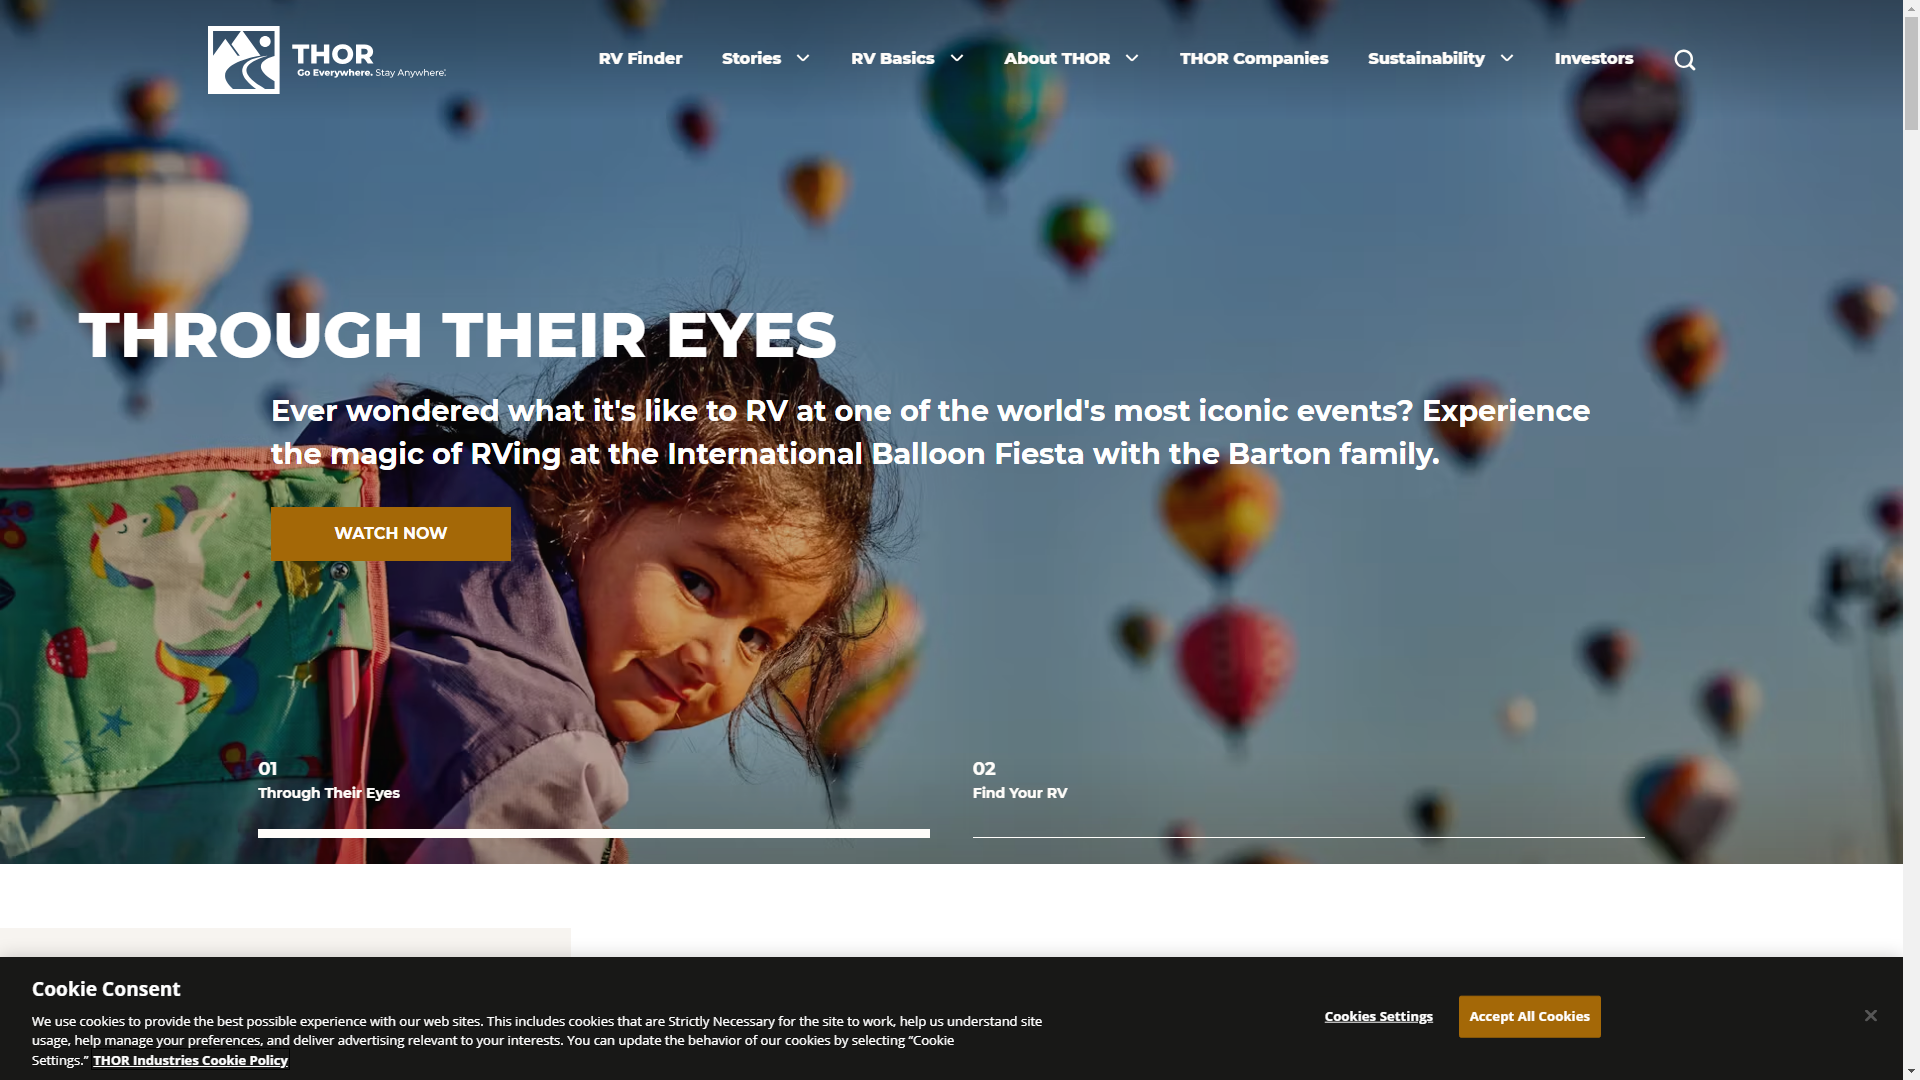 THOR
Go Everywhere. Stay Anywhere.
RV Finder
Stories
RV Basics
About THOR
THOR Companies
Sustainability
Investors
THROUGH THEIR EYES
Ever wondered what it's like to RV at one of the world's most iconic events? Experience
the magic of RVing at the International Balloon Fiesta with the Barton family.
WATCH NOW
01
Through Their Eyes
02
Find Your RV
Cookie Consent
We use cookies to provide the best possible experience with our web sites. This includes cookies that are Strictly Necessary for the site to work, help us understand site
usage, help manage your preferences, and deliver advertising relevant to your interests. You can update the behavior of our cookies by selecting “Cookie
Settings.” THOR Industries Cookie Policy
Cookies Settings
Accept All Cookies